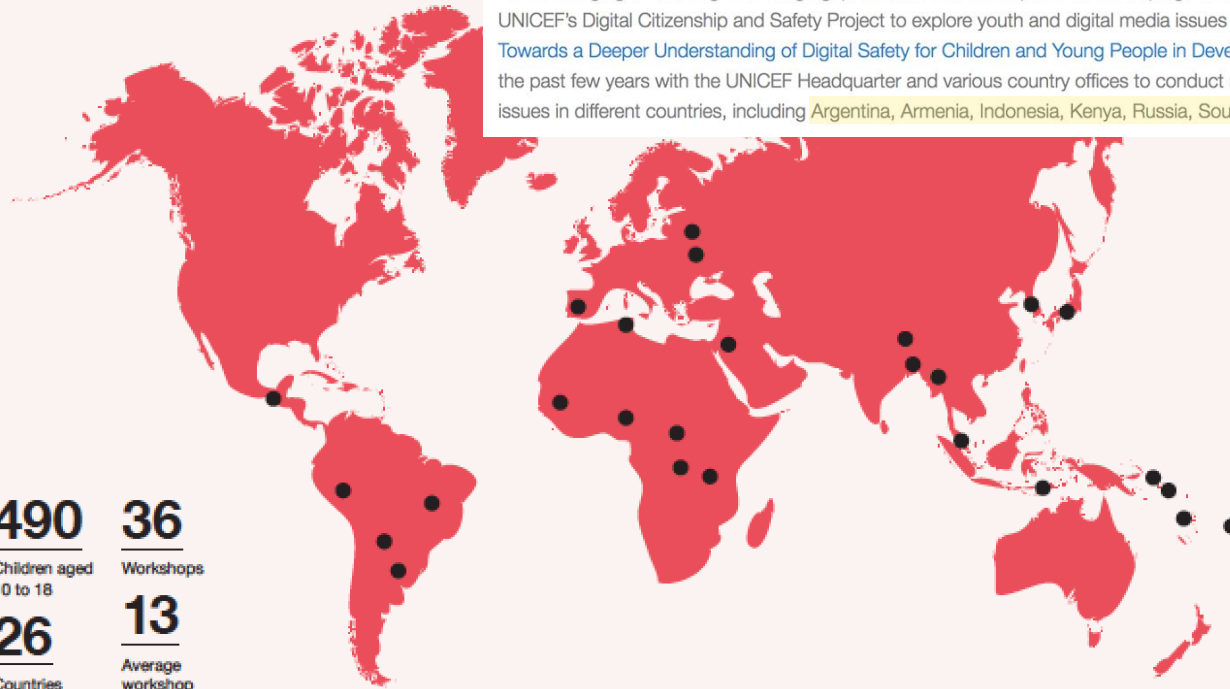 UNICEF's Digital Citizenship and Safety Project to explore youth and digital media issues
Towards a Deeper Understanding of Digital Safety for Children and Young People in Deve
the past few years with the UNICEF Headquarter and various country offices to conduct
issues in different countries, including Argentina, Armenia, Indonesia, Kenya, Russia, Sou
490
Children aged
0 to 18
36
Workshops
26
Countries
13
Average
workshop